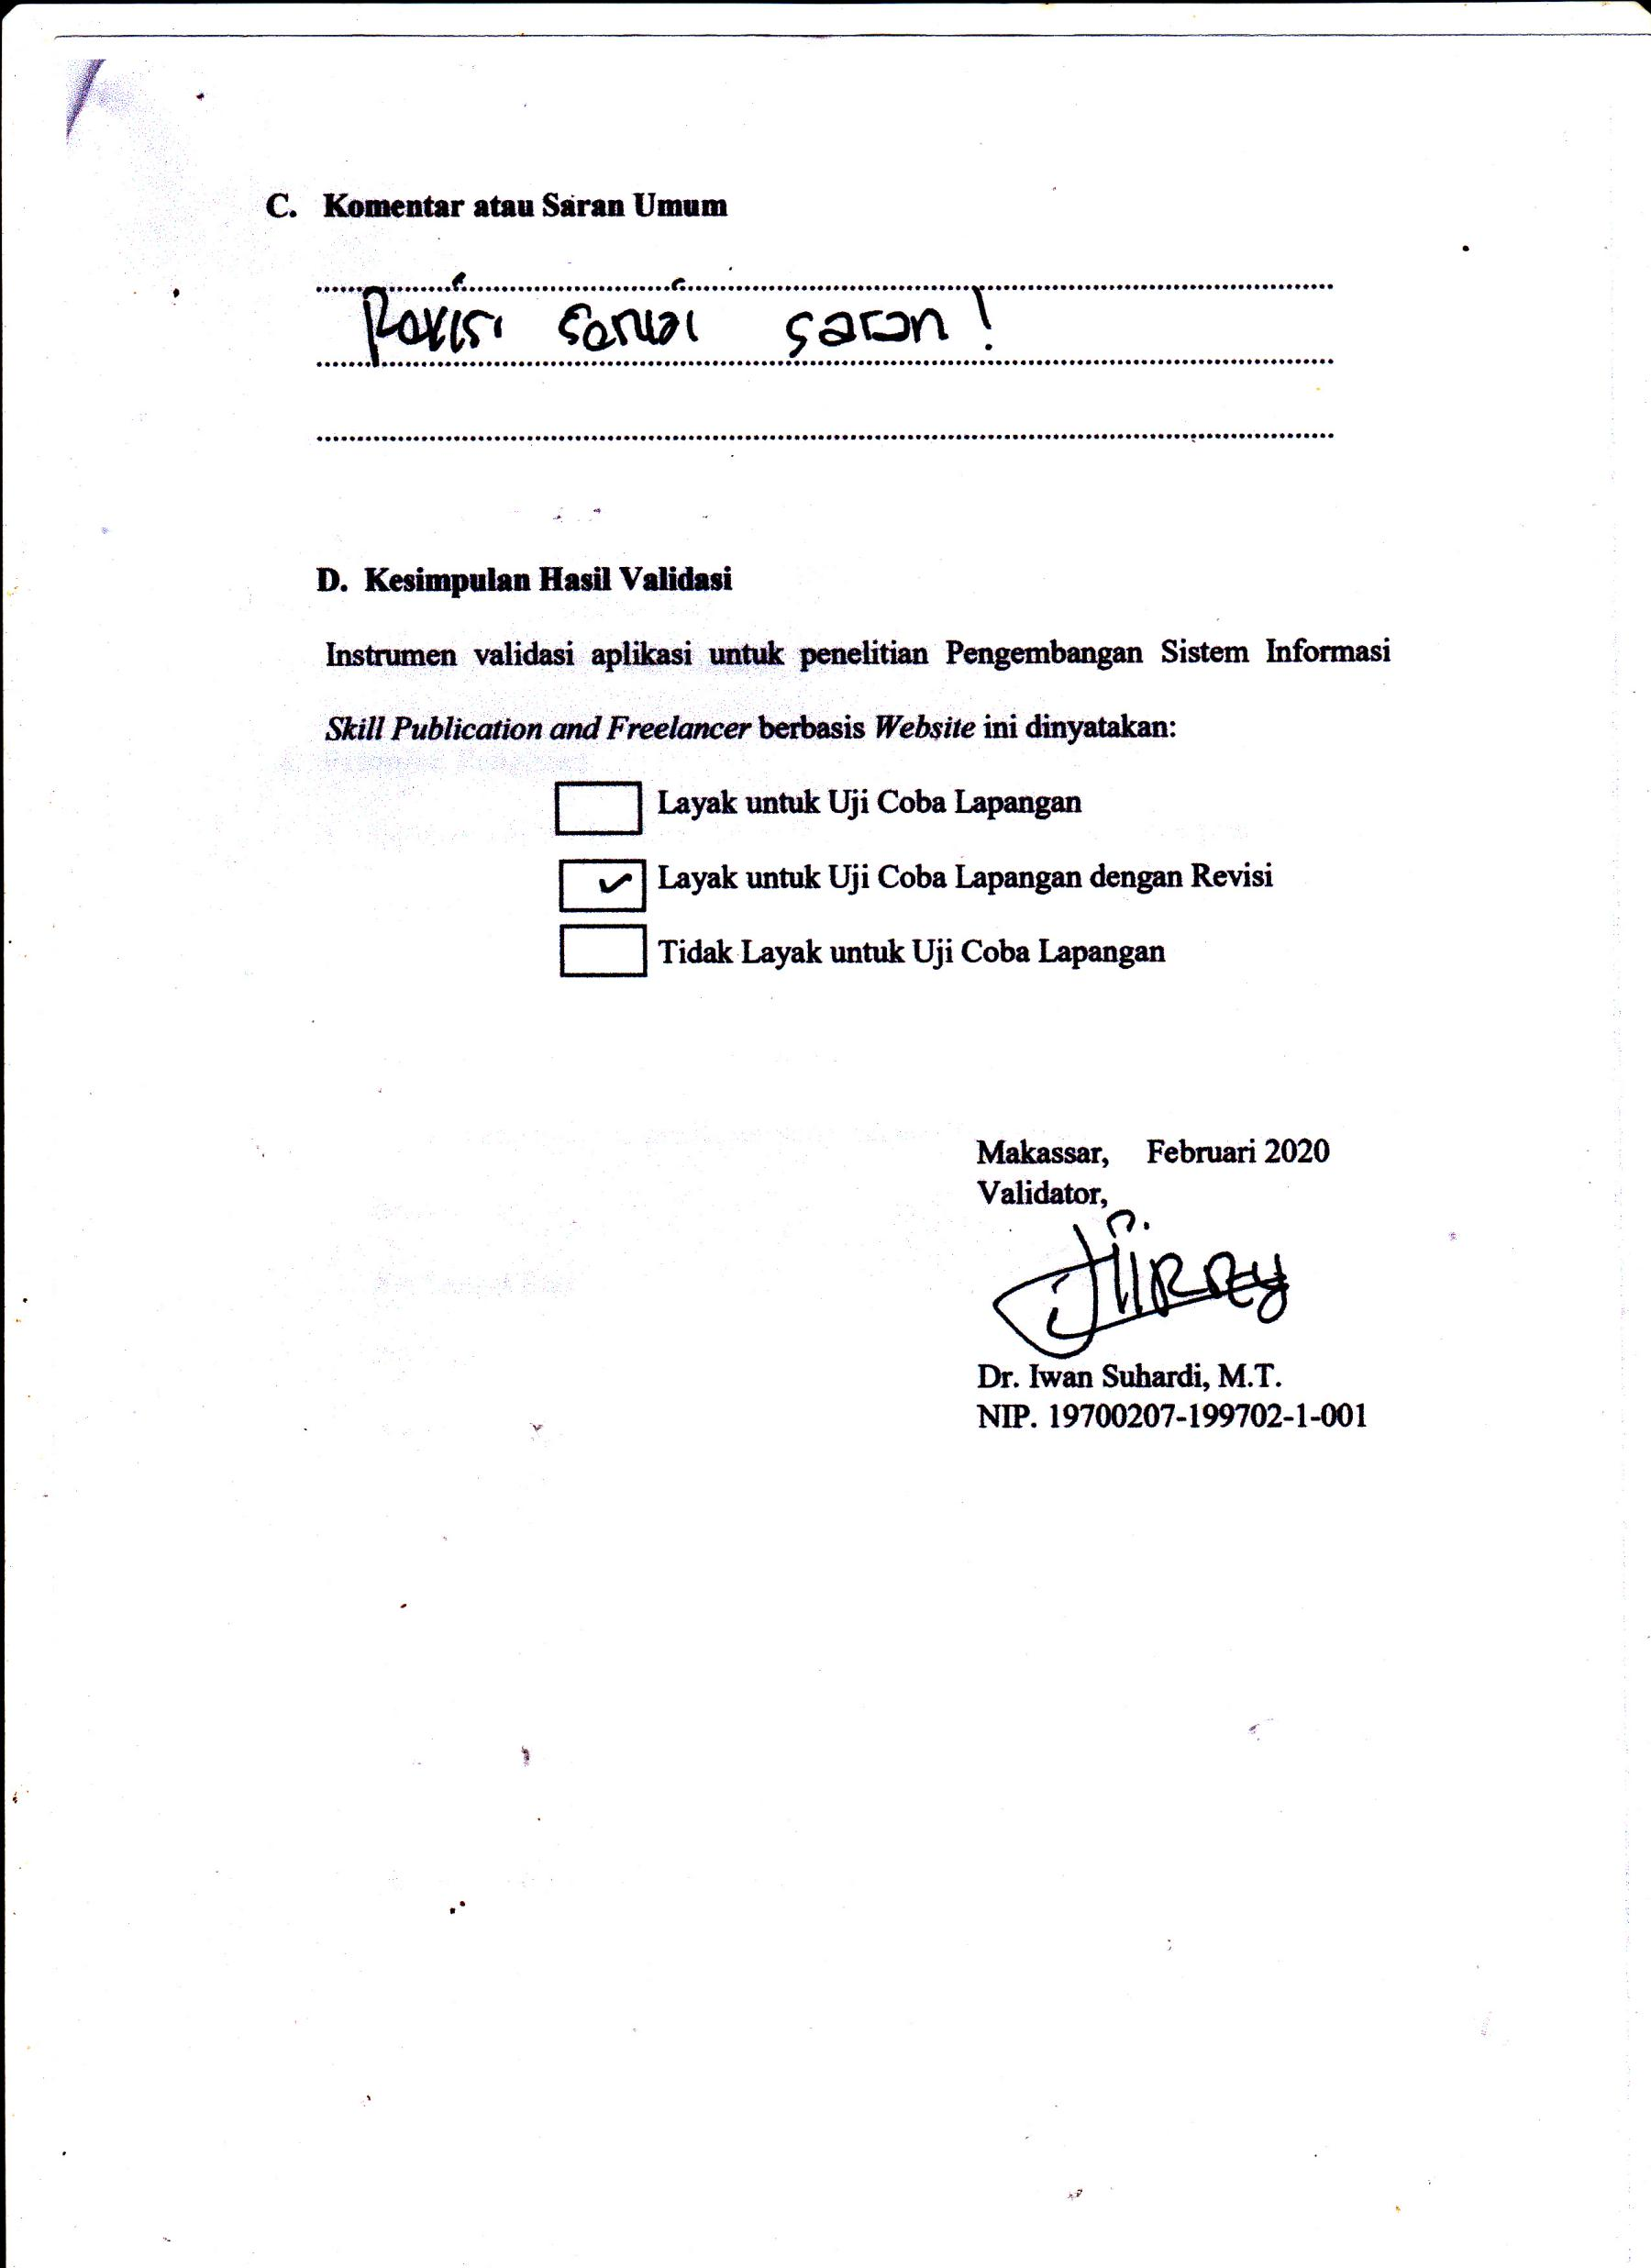 C. Komentar atau Saran Umum
Revisi sesuai saran!
D. Kesimpulan Hasil Validasi
Instrumen validasi aplikasi untuk penelitian Pengembangan Sistem Informasi
Skill Publication and Freelancer berbasis Website ini dinyatakan:
Layak untuk Uji Coba Lapangan
✓ Layak untuk Uji Coba Lapangan dengan Revisi
Tidak Layak untuk Uji Coba Lapangan
Makassar, Februari 2020
Validator,
Dr. Iwan Suhardi, M.T.
NIP. 19700207-199702-1-001